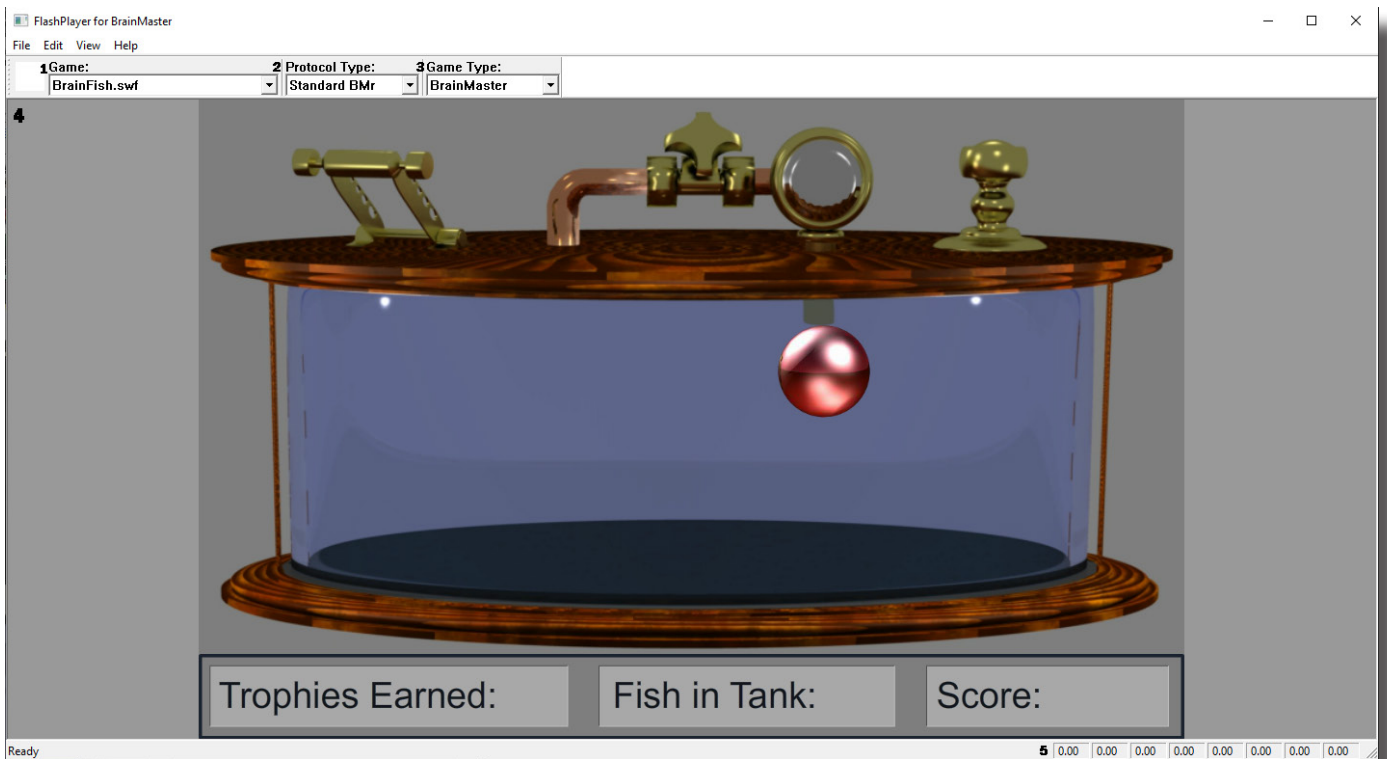 FlashPlayer for BrainMaster
File Edit View Help
1 Game: 2 Protocol Type: 3 Game Type:
BrainFish.swf Standard BMr BrainMaster
4
Trophies Earned: Fish in Tank: Score:
Ready 5 0.00 0.00 0.00 0.00 0.00 0.00 0.00 0.00